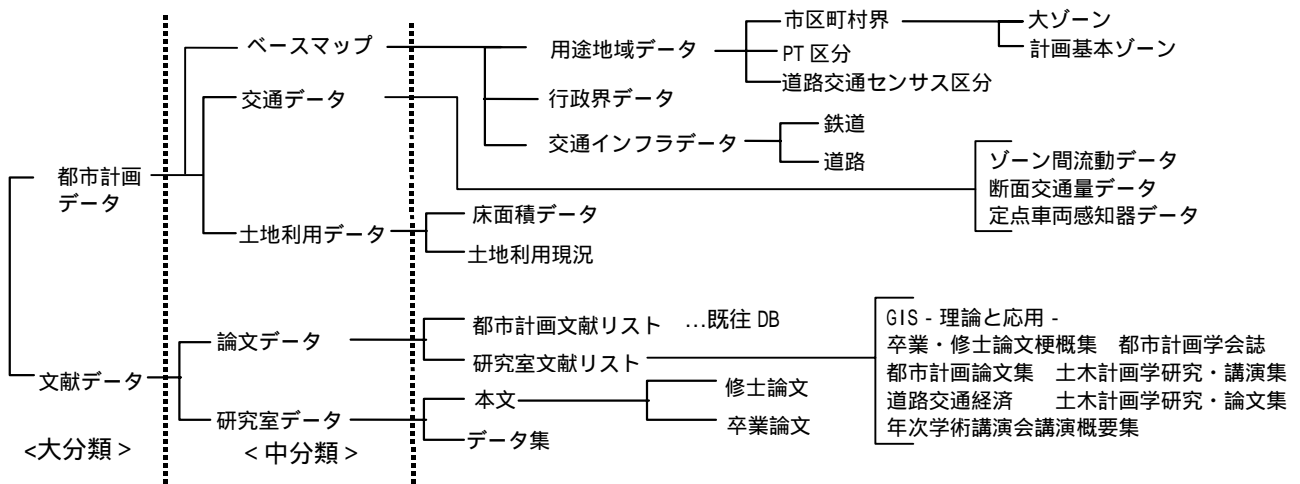 市区町村界
大ゾーン
計画基本ゾーン
ベースマップ
用途地域データ
PT 区分
道路交通センサス区分
交通データ
行政界データ
交通インフラデータ
鉄道
道路
都市計画
データ
ゾーン間流動データ
断面交通量データ
定点車両感知器データ
土地利用データ
床面積データ
土地利用現況
論文データ
都市計画文献リスト …既往 DB
研究室文献リスト
GIS - 理論と応用 -
卒業・修士論文梗概集 都市計画学会誌
都市計画論文集 土木計画学研究・講演集
道路交通経済 土木計画学研究・論文集
年次学術講演会講演概要集
文献データ
研究室データ
本文
修士論文
卒業論文
データ集
<大分類>
<中分類>